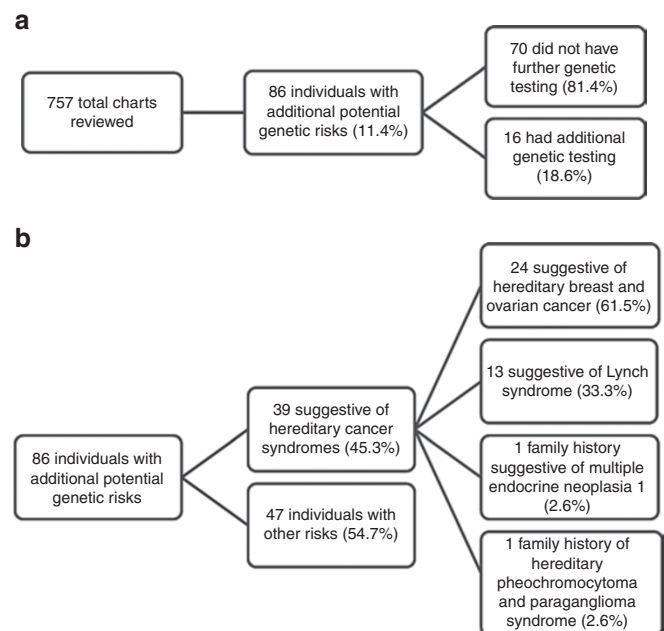 a
757 total charts
reviewed
86 individuals with
additional potential
genetic risks (11.4%)
70 did not have
further genetic
testing (81.4%)
16 had additional
genetic testing
(18.6%)
b
86 individuals with
additional potential
genetic risks
39 suggestive of
hereditary cancer
syndromes (45.3%)
47 individuals with
other risks (54.7%)
24 suggestive of
hereditary breast and
ovarian cancer (61.5%)
13 suggestive of Lynch
syndrome (33.3%)
1 family history
suggestive of multiple
endocrine neoplasia 1
(2.6%)
1 family history of
hereditary
pheochromocytoma
and paraganglioma
syndrome (2.6%)